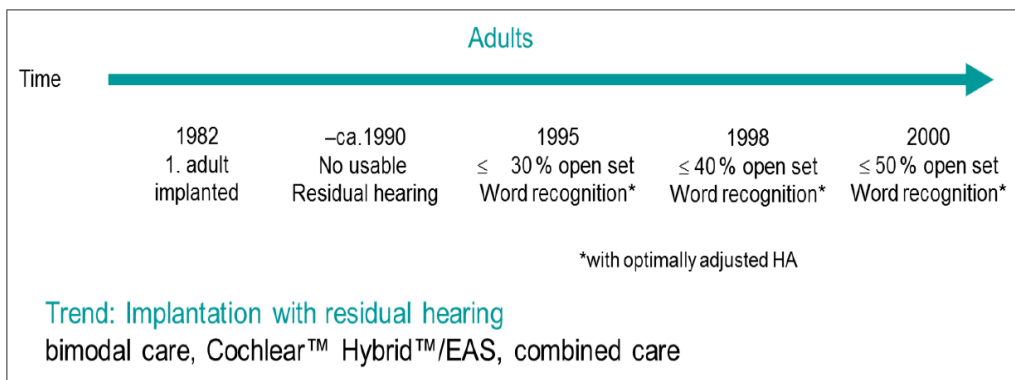 Adults
Time
1982
1. adult
implanted
–ca.1990
No usable
Residual hearing
1995
≤ 30% open set
Word recognition*
1998
≤ 40% open set
Word recognition*
2000
≤ 50% open set
Word recognition*
*with optimally adjusted HA
Trend: Implantation with residual hearing
bimodal care, Cochlear™ Hybrid™/EAS, combined care